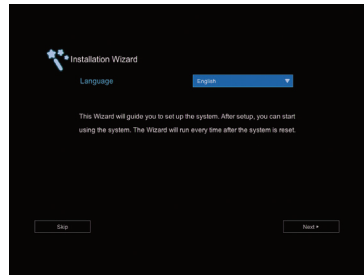 Installation Wizard
Language English
This Wizard will guide you to set up the system. After setup, you can start
using the system. The Wizard will run every time after the system is reset.
Skip Next